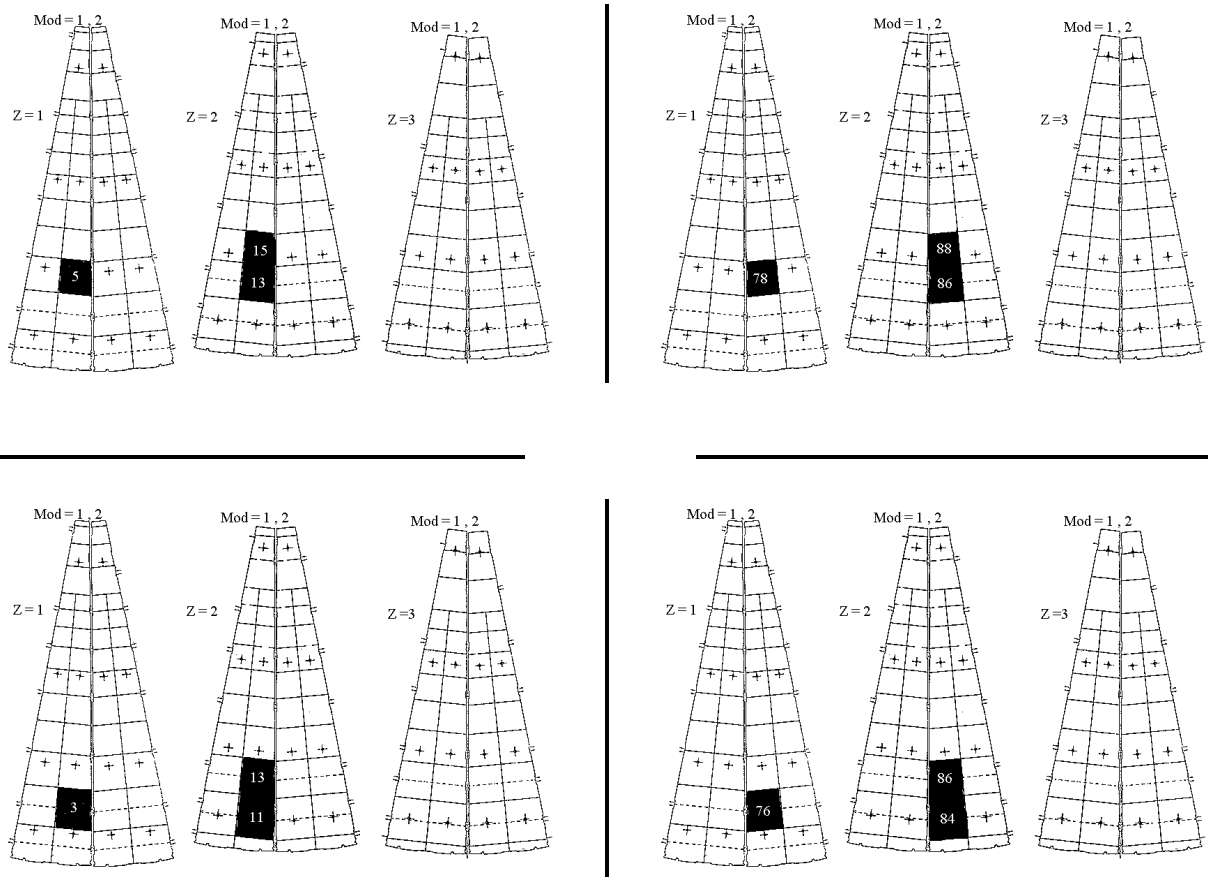 Mod = 1 , 2
Mod = 1 , 2
Mod = 1 , 2
Z = 1
Z = 2
Z =3
5
15
13
Mod = 1 , 2
Mod = 1 , 2
Mod = 1 , 2
Z = 1
Z = 2
Z =3
78
88
86
Mod = 1 , 2
Mod = 1 , 2
Mod = 1 , 2
Z = 1
Z = 2
Z =3
3
13
11
Mod = 1 , 2
Mod = 1 , 2
Mod = 1 , 2
Z = 1
Z = 2
Z =3
76
86
84